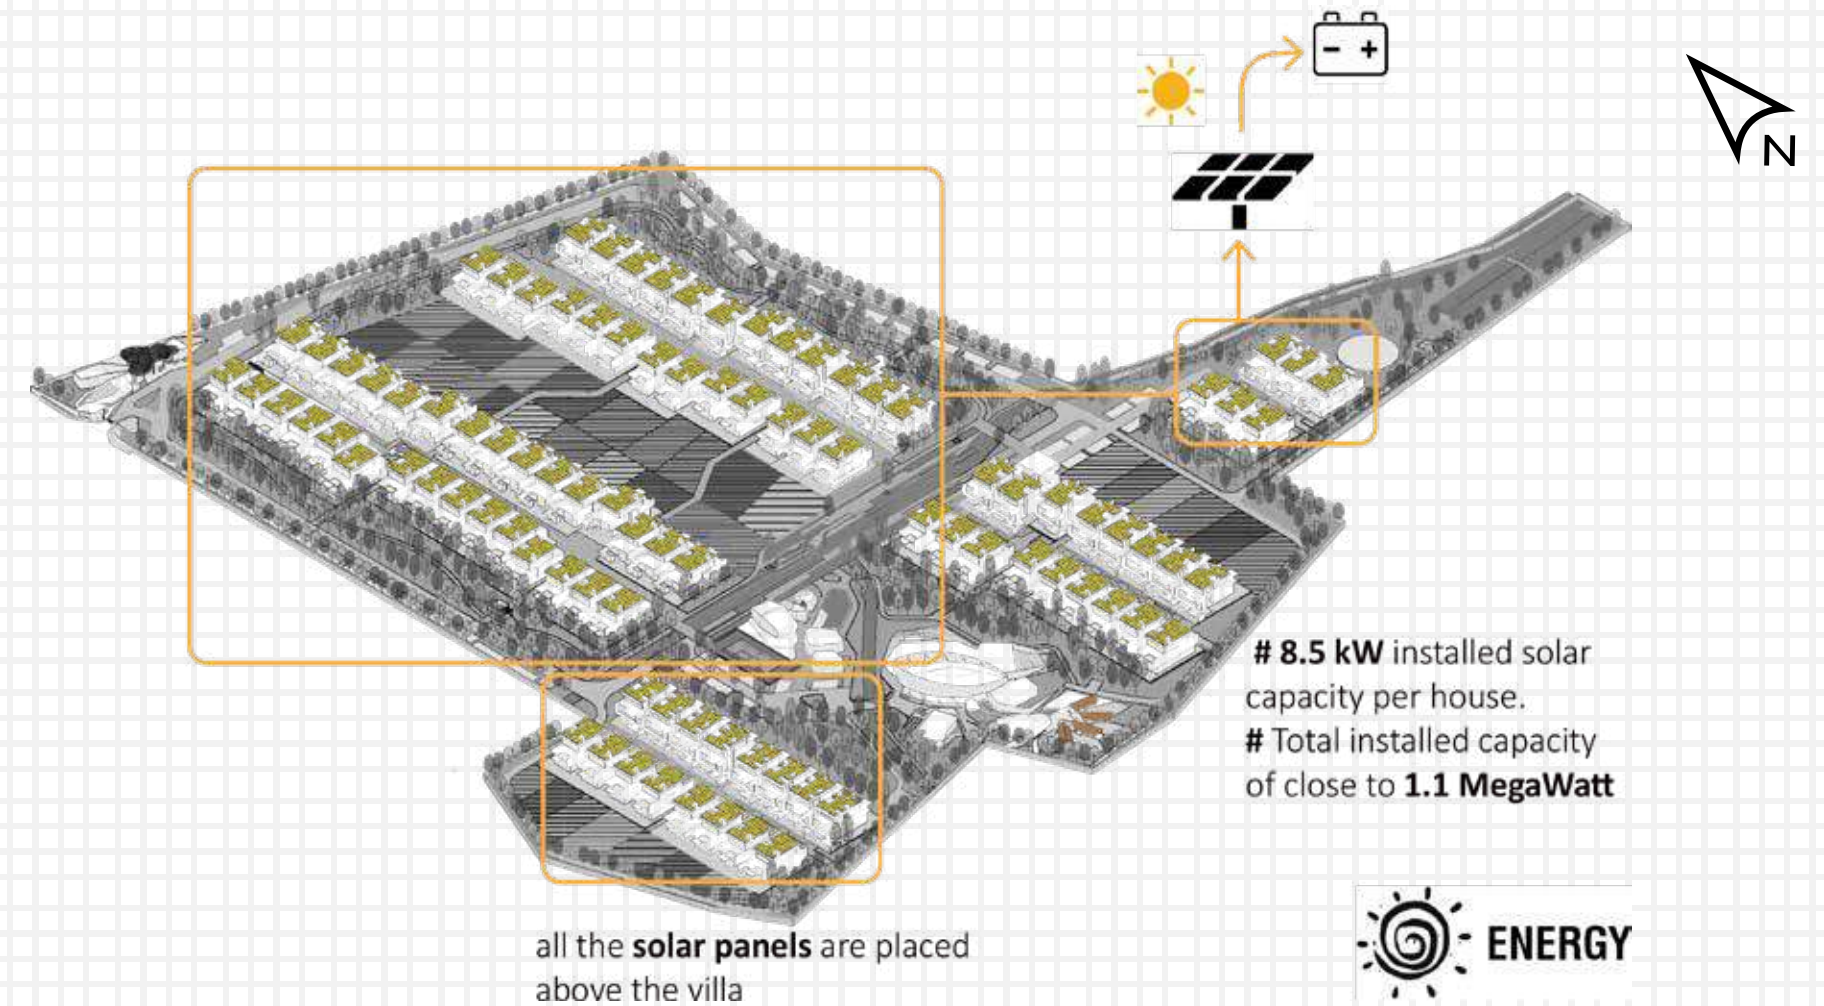 N
# 8.5 kW installed solar
capacity per house.
# Total installed capacity
of close to 1.1 MegaWatt
all the solar panels are placed
above the villa
ENERGY